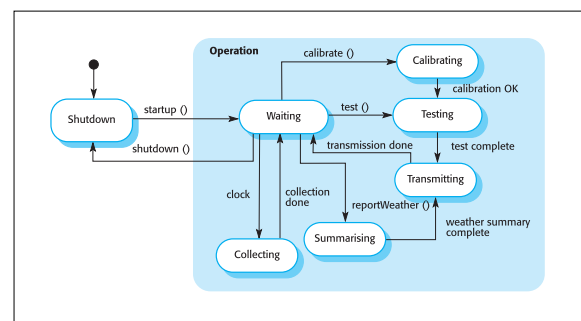 Operation
calibrate ()
Calibrating
calibration OK
Shutdown
startup ()
Waiting
test ()
Testing
shutdown ()
transmission done
test complete
Transmitting
clock
collection
done
reportWeather ()
weather summary
complete
Collecting
Summarising